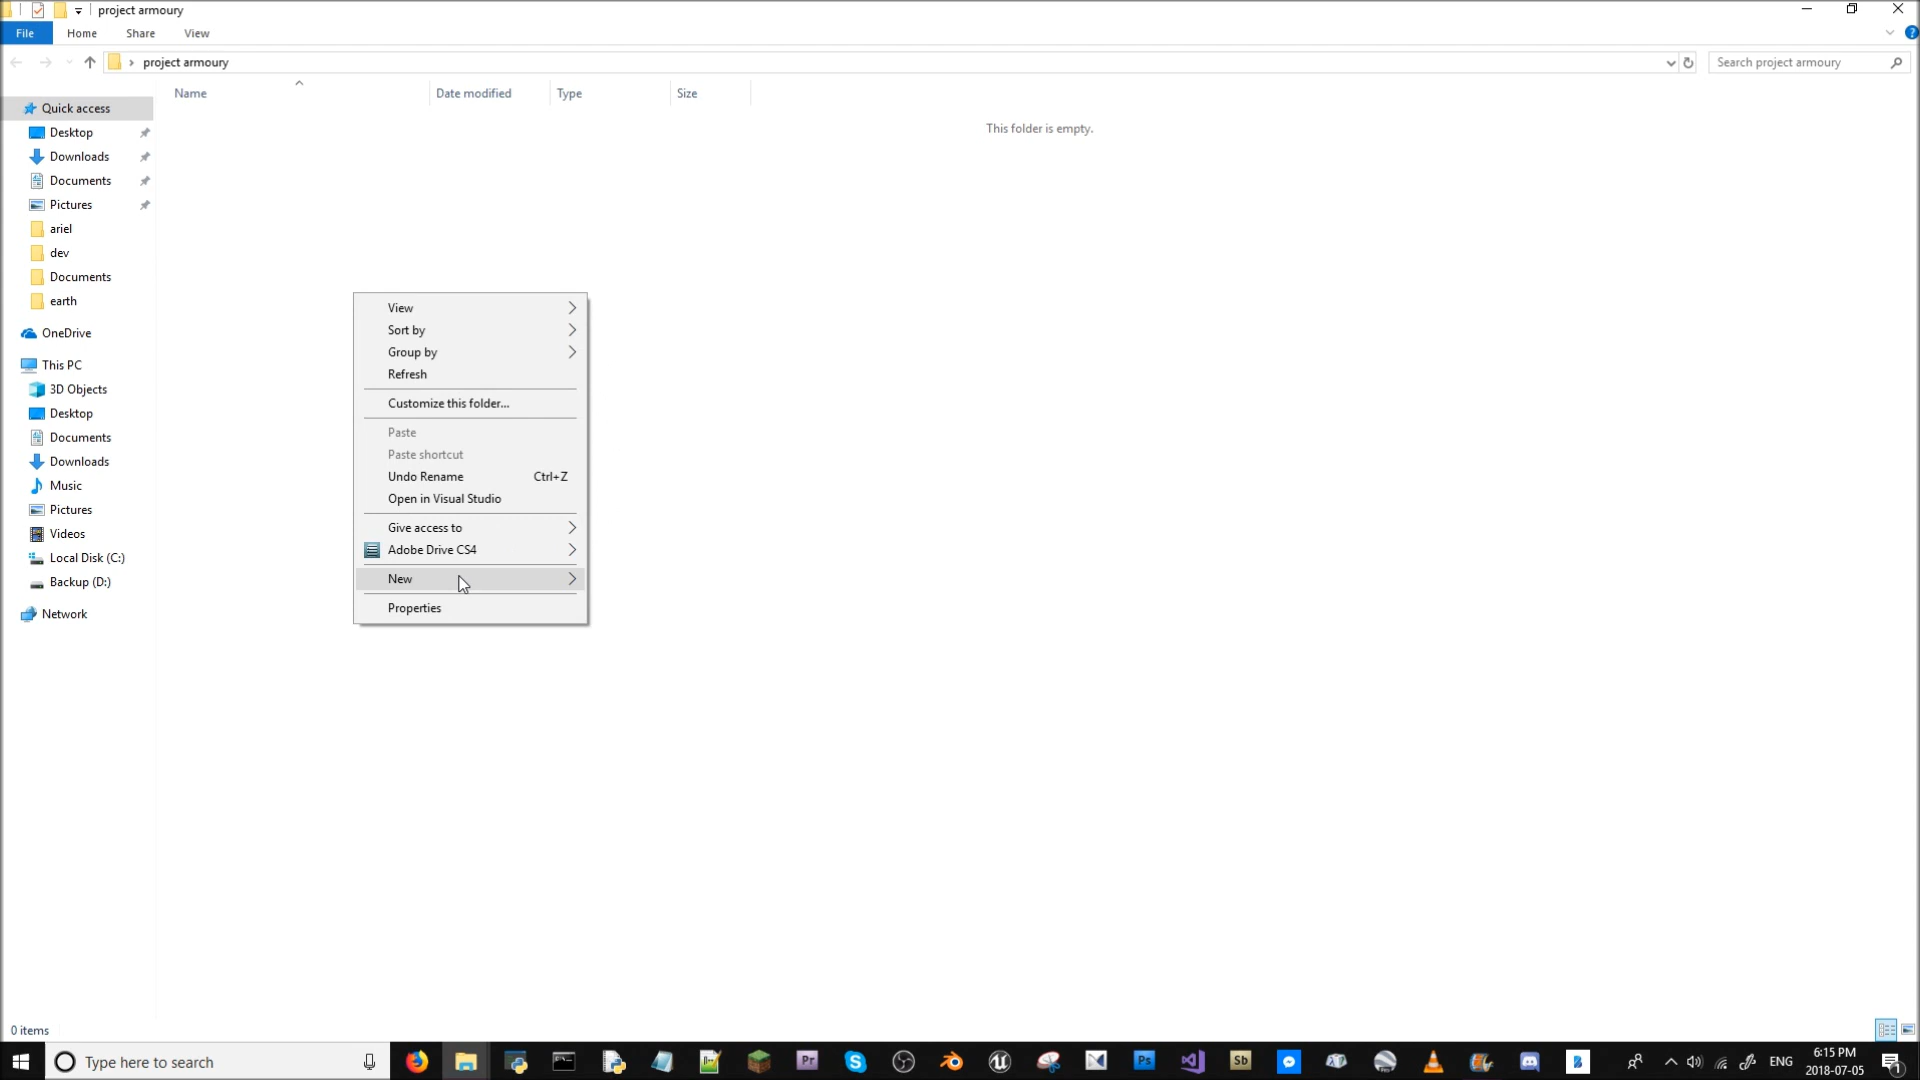 project armoury
File Home Share View
project armoury
Search project armoury
Name Date modified Type Size
This folder is empty.
Quick access
Desktop
Downloads
Documents
Pictures
ariel
dev
Documents
earth
OneDrive
This PC
3D Objects
Desktop
Documents
Downloads
Music
Pictures
Videos
Local Disk (C:)
Backup (D:)
Network
View
Sort by
Group by
Refresh
Customize this folder...
Paste
Paste shortcut
Undo Rename Ctrl+Z
Open in Visual Studio
Give access to
Adobe Drive CS4
New
Properties
0 items
Type here to search
Pr
Ps
Sb
ENG
6:15 PM
2018-07-05
1